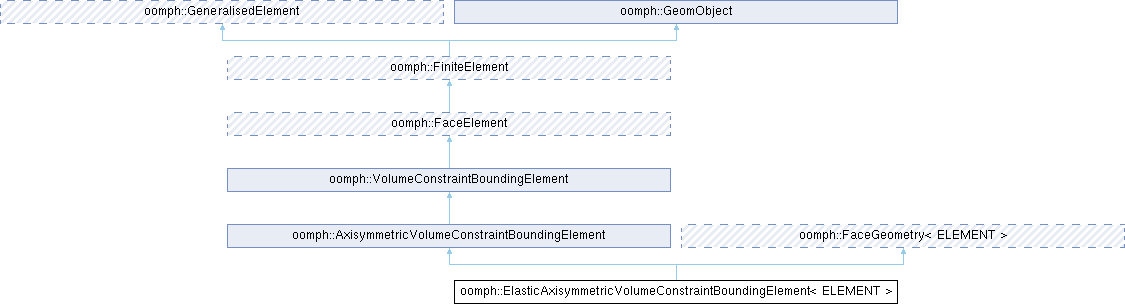 oomph::GeneralisedElement
oomph::GeomObject
oomph::FiniteElement
oomph::FaceElement
oomph::VolumeConstraintBoundingElement
oomph::AxisymmetricVolumeConstraintBoundingElement
oomph::FaceGeometry< ELEMENT >
oomph::ElasticAxisymmetricVolumeConstraintBoundingElement< ELEMENT >